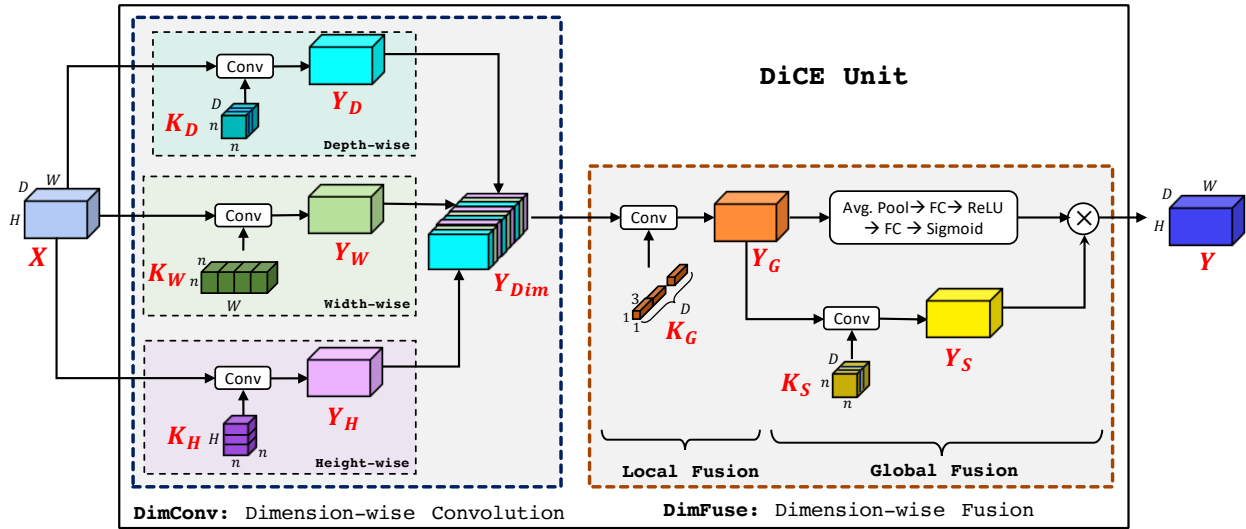 DiCE Unit
D
W
H
X
Conv
K_D
D
n
n
Y_D
Depth-wise
Conv
K_W
n
n
W
Y_W
Width-wise
Conv
K_H
H
n
n
Y_H
Height-wise
Y_Dim
Conv
3
1
1
D
K_G
Y_G
Avg. Pool→ FC→ ReLU
→ FC → Sigmoid
Conv
K_S
D
n
n
Y_S
×
D
W
H
Y
Local Fusion
Global Fusion
DimConv: Dimension-wise Convolution
DimFuse: Dimension-wise Fusion